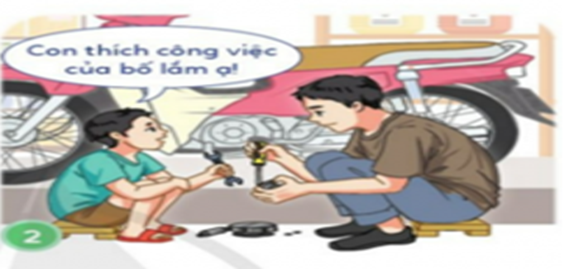 Con thích công việc
của bố lắm ạ!
2